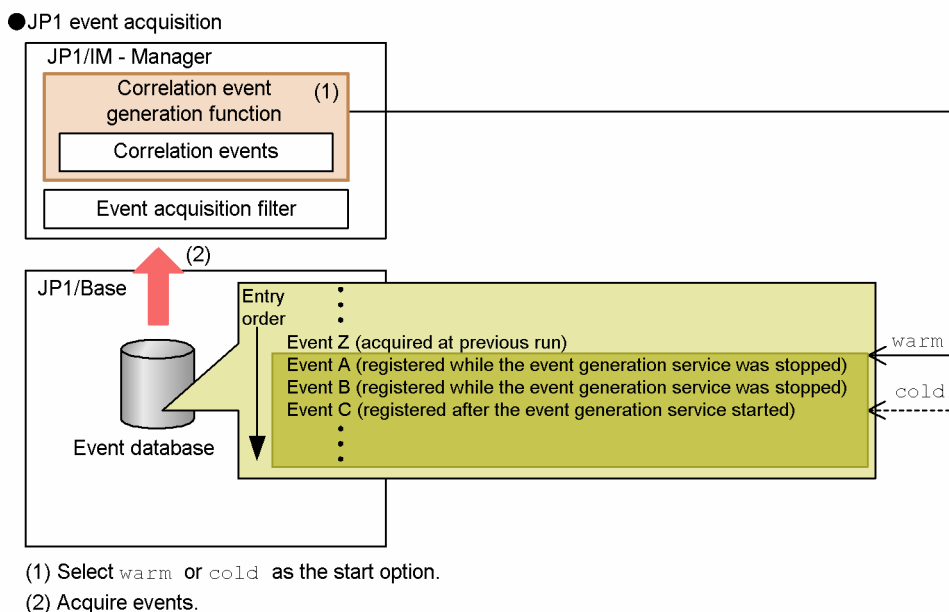 ●JP1 event acquisition
JP1/IM - Manager
Correlation event
generation function
(1)
Correlation events
Event acquisition filter
(2)
JP1/Base
Entry
order
Event Z (acquired at previous run)
Event A (registered while the event generation service was stopped)
Event B (registered while the event generation service was stopped)
Event C (registered after the event generation service started)
warm
cold
Event database
(1) Select warm or cold as the start option.
(2) Acquire events.